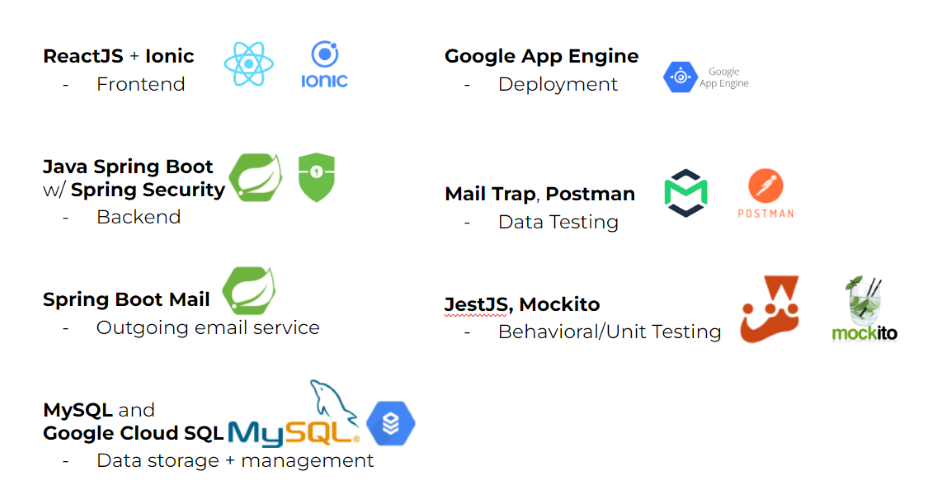 ReactJS + Ionic
- Frontend
IONIC
Java Spring Boot
w/ Spring Security
- Backend
Spring Boot Mail
- Outgoing email service
MySQL and
Google Cloud SQL
MySQL®
- Data storage + management
Google App Engine
- Deployment
Google
App Engine
Mail Trap, Postman
- Data Testing
POSTMAN
JestJS, Mockito
- Behavioral/Unit Testing
mockito